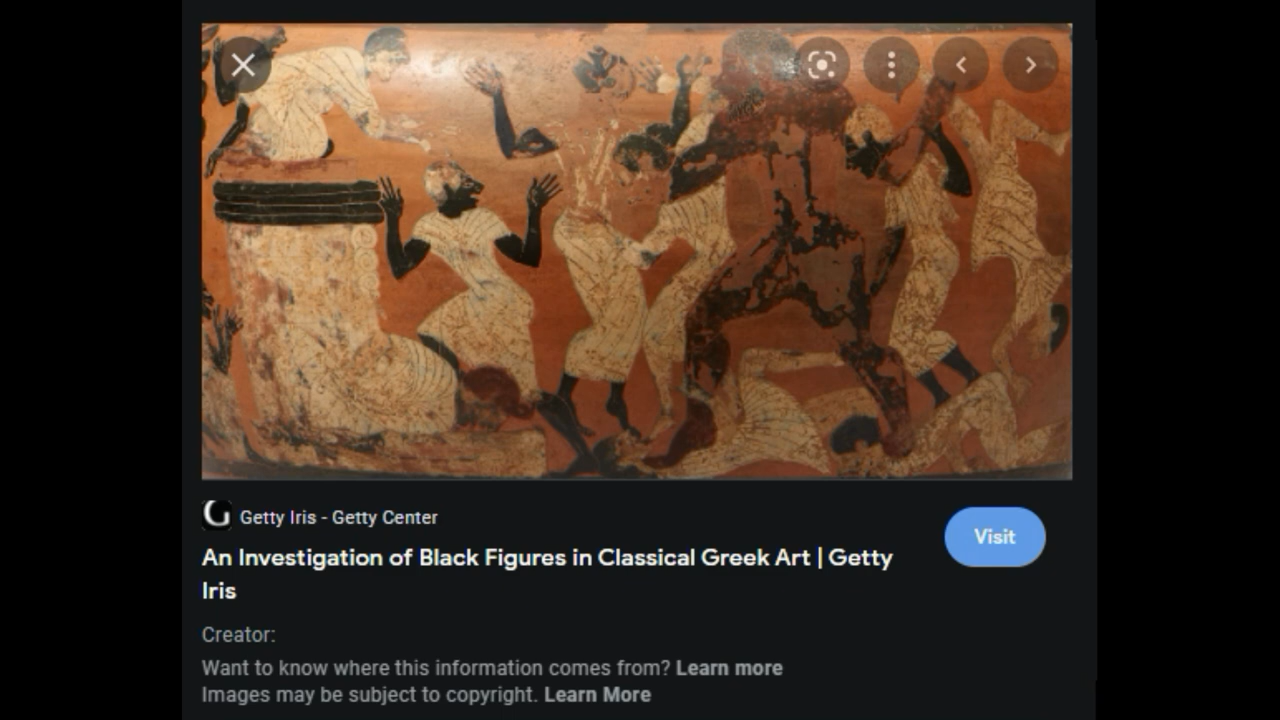 Getty Iris - Getty Center
Visit
An Investigation of Black Figures in Classical Greek Art | Getty
Iris
Creator:
Want to know where this information comes from? Learn more
Images may be subject to copyright. Learn More